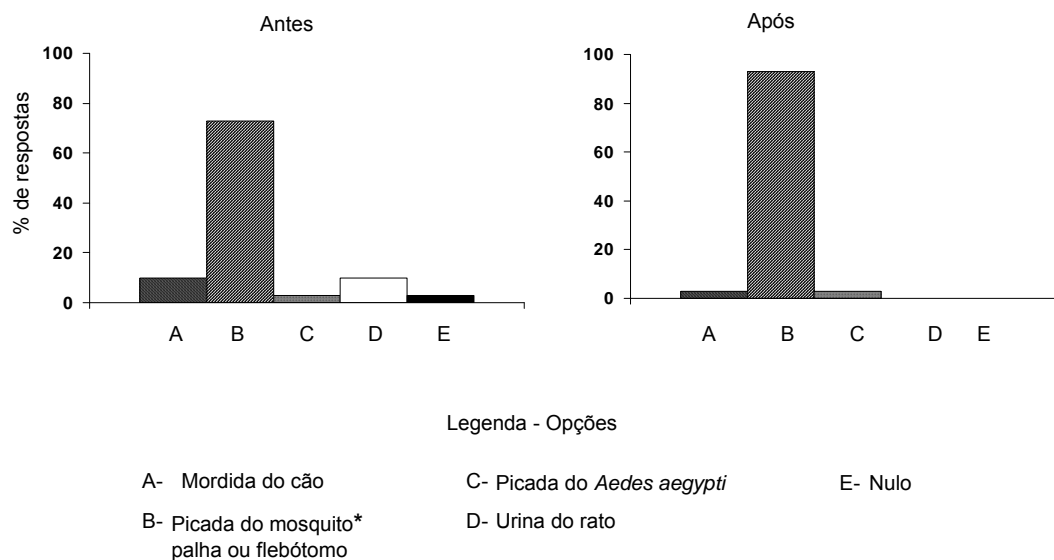 Antes
Após
% de respostas
100
80
60
40
20
0
A B C D E
100
80
60
40
20
0
A B C D E
Legenda - Opções
A- Mordida do cão
C- Picada do Aedes aegypti
E- Nulo
B- Picada do mosquito*
palha ou flebótomo
D- Urina do rato